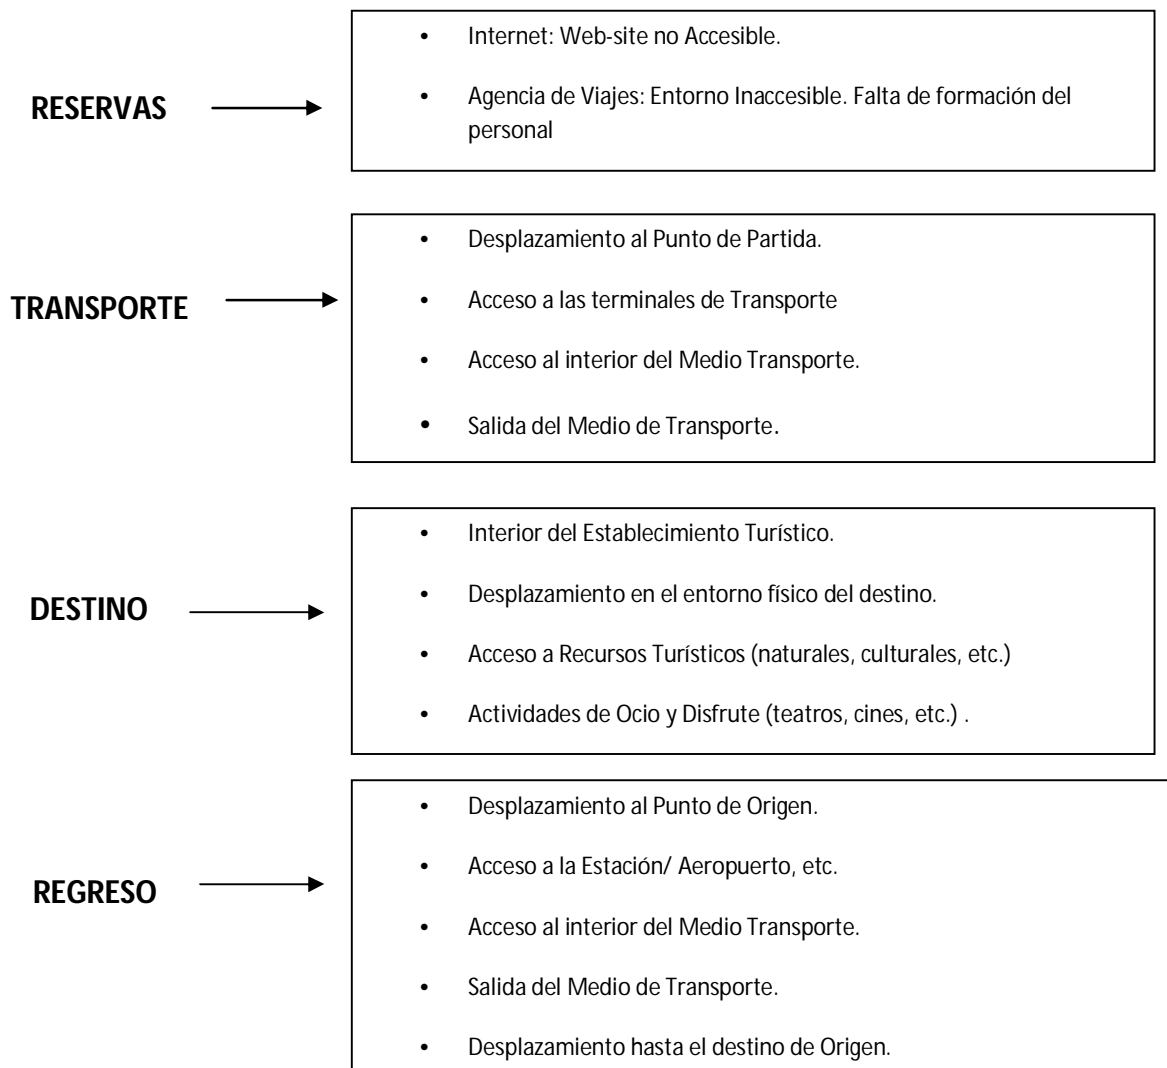 RESERVAS
• Internet: Web-site no Accesible.
• Agencia de Viajes: Entorno Inaccesible. Falta de formación del
personal
TRANSPORTE
• Desplazamiento al Punto de Partida.
• Acceso a las terminales de Transporte
• Acceso al interior del Medio Transporte.
• Salida del Medio de Transporte.
DESTINO
• Interior del Establecimiento Turístico.
• Desplazamiento en el entorno físico del destino.
• Acceso a Recursos Turísticos (naturales, culturales, etc.)
• Actividades de Ocio y Disfrute (teatros, cines, etc.) .
REGRESO
• Desplazamiento al Punto de Origen.
• Acceso a la Estación/ Aeropuerto, etc.
• Acceso al interior del Medio Transporte.
• Salida del Medio de Transporte.
• Desplazamiento hasta el destino de Origen.